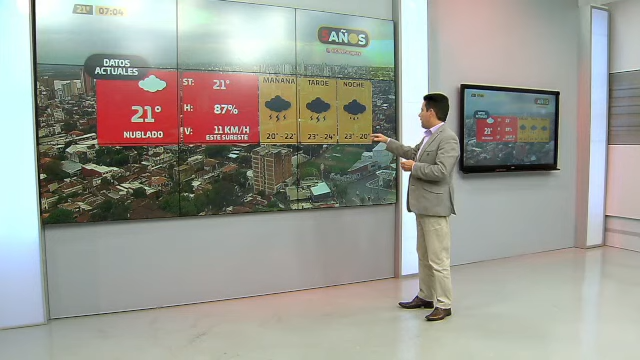 21° 07:04
5AÑOS
DATOS
ACTUALES
21°
NUBLADO
ST: 21°
H: 87%
V: 11 KM/H
ESTE SURESTE
MAÑANA
20°-22°
TARDE
23°-24°
NOCHE
23°-20°